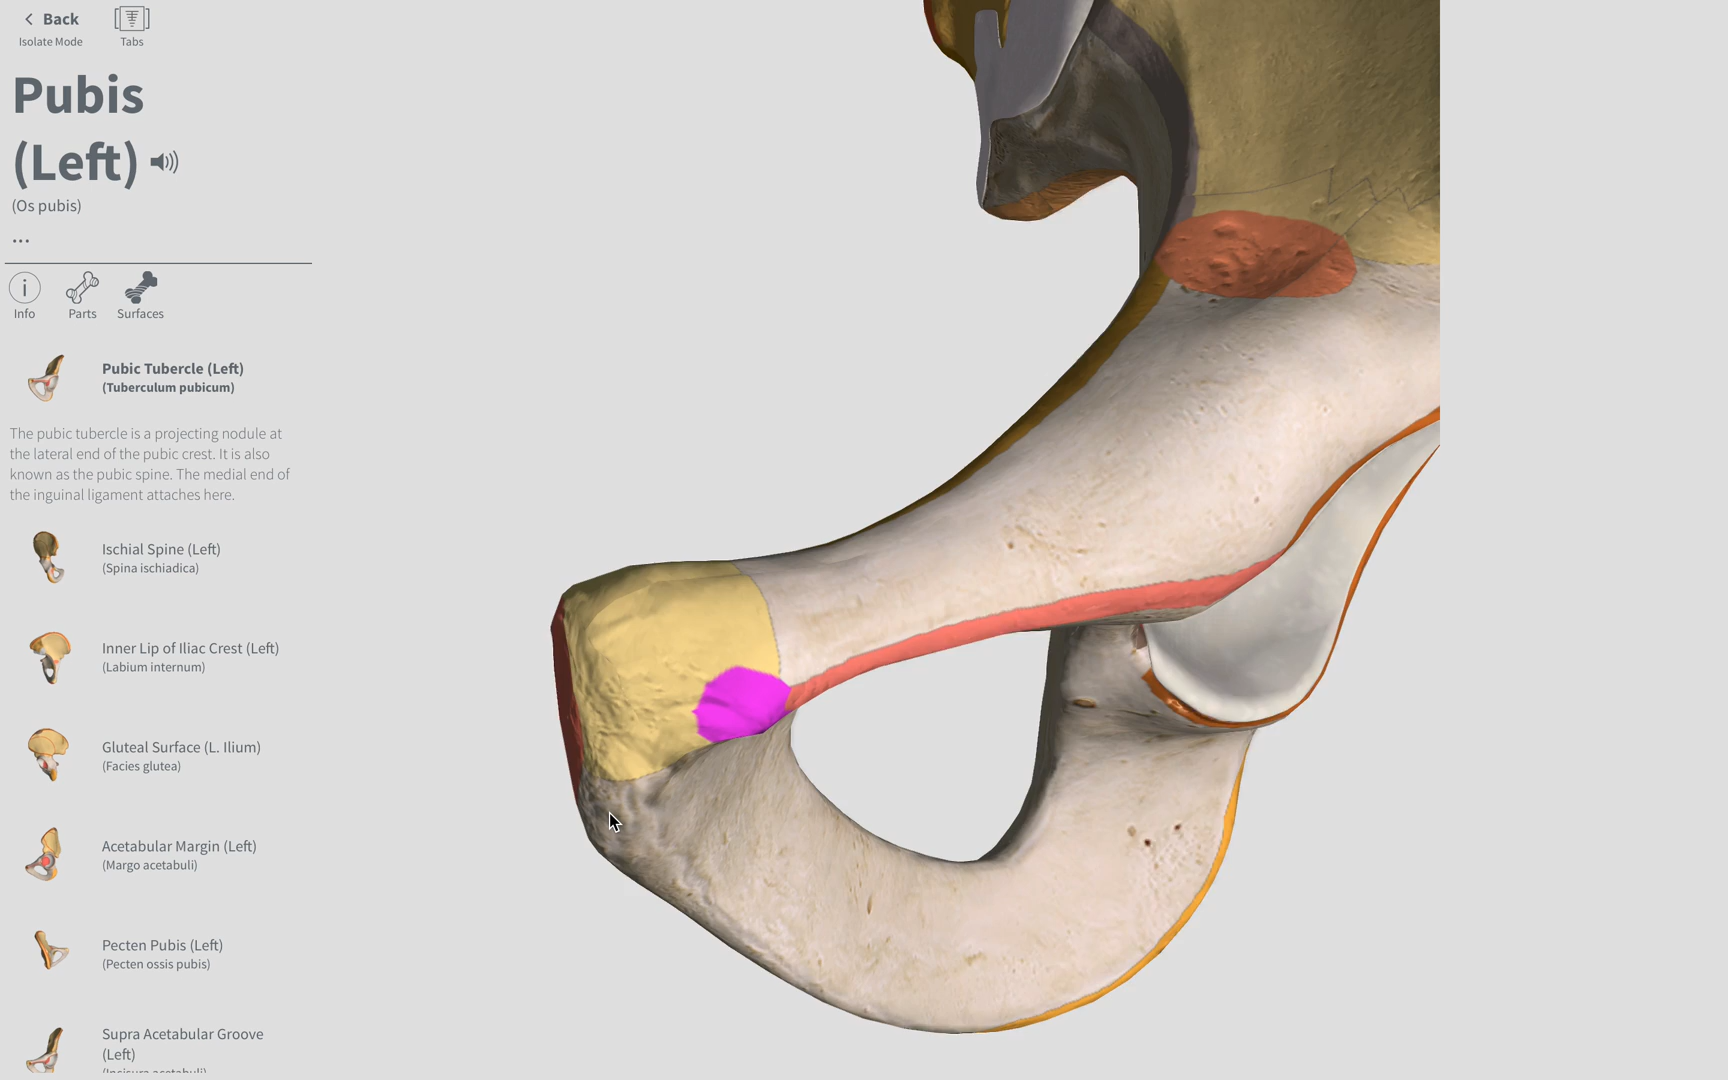 Back
Isolate Mode
Tabs
Pubis
(Left)
(Os pubis)
...
Info
Parts
Surfaces
Pubic Tubercle (Left)
(Tuberculum pubicum)
The pubic tubercle is a projecting nodule at
the lateral end of the pubic crest. It is also
known as the pubic spine. The medial end of
the inguinal ligament attaches here.
Ischial Spine (Left)
(Spina ischiadica)
Inner Lip of Iliac Crest (Left)
(Labium internum)
Gluteal Surface (L. Ilium)
(Facies glutea)
Acetabular Margin (Left)
(Margo acetabuli)
Pecten Pubis (Left)
(Pecten ossis pubis)
Supra Acetabular Groove
(Left)
(Incisura acetabuli)